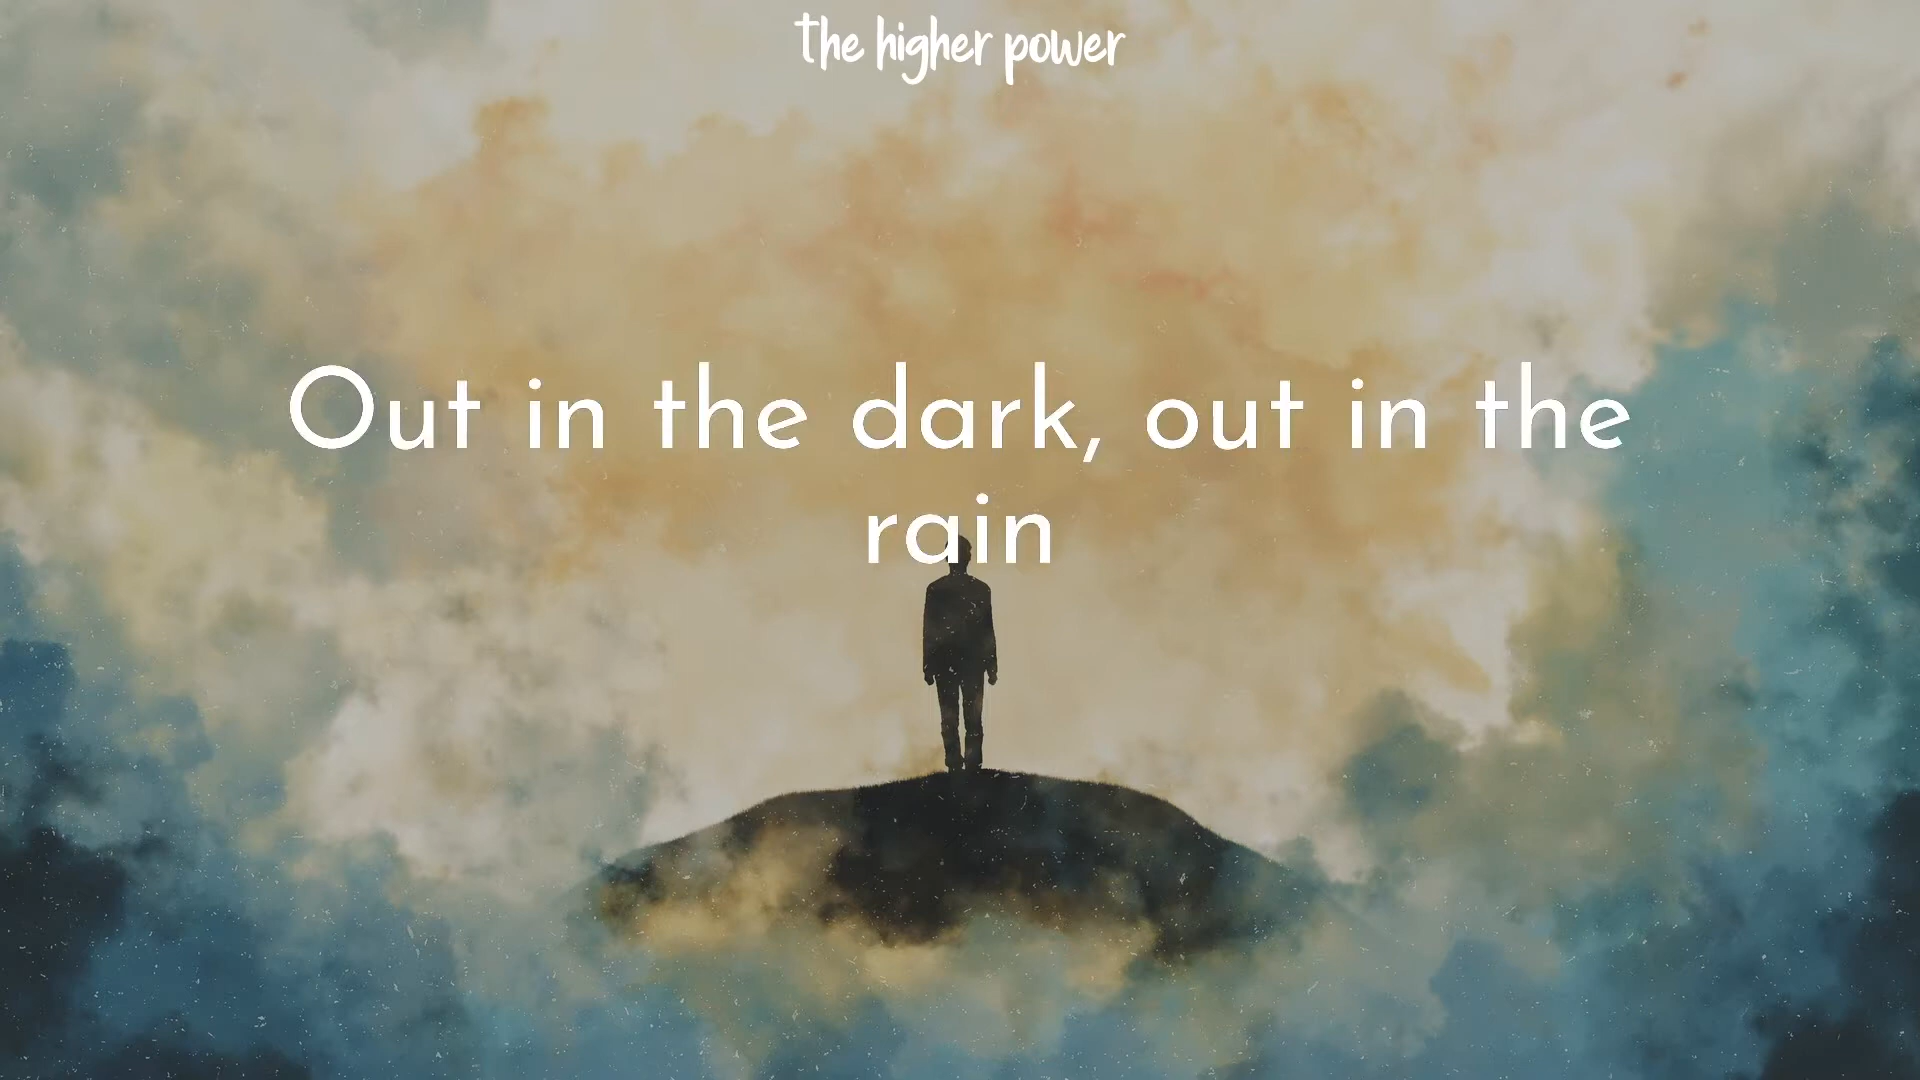 the higher power
Out in the dark, out in the
rain